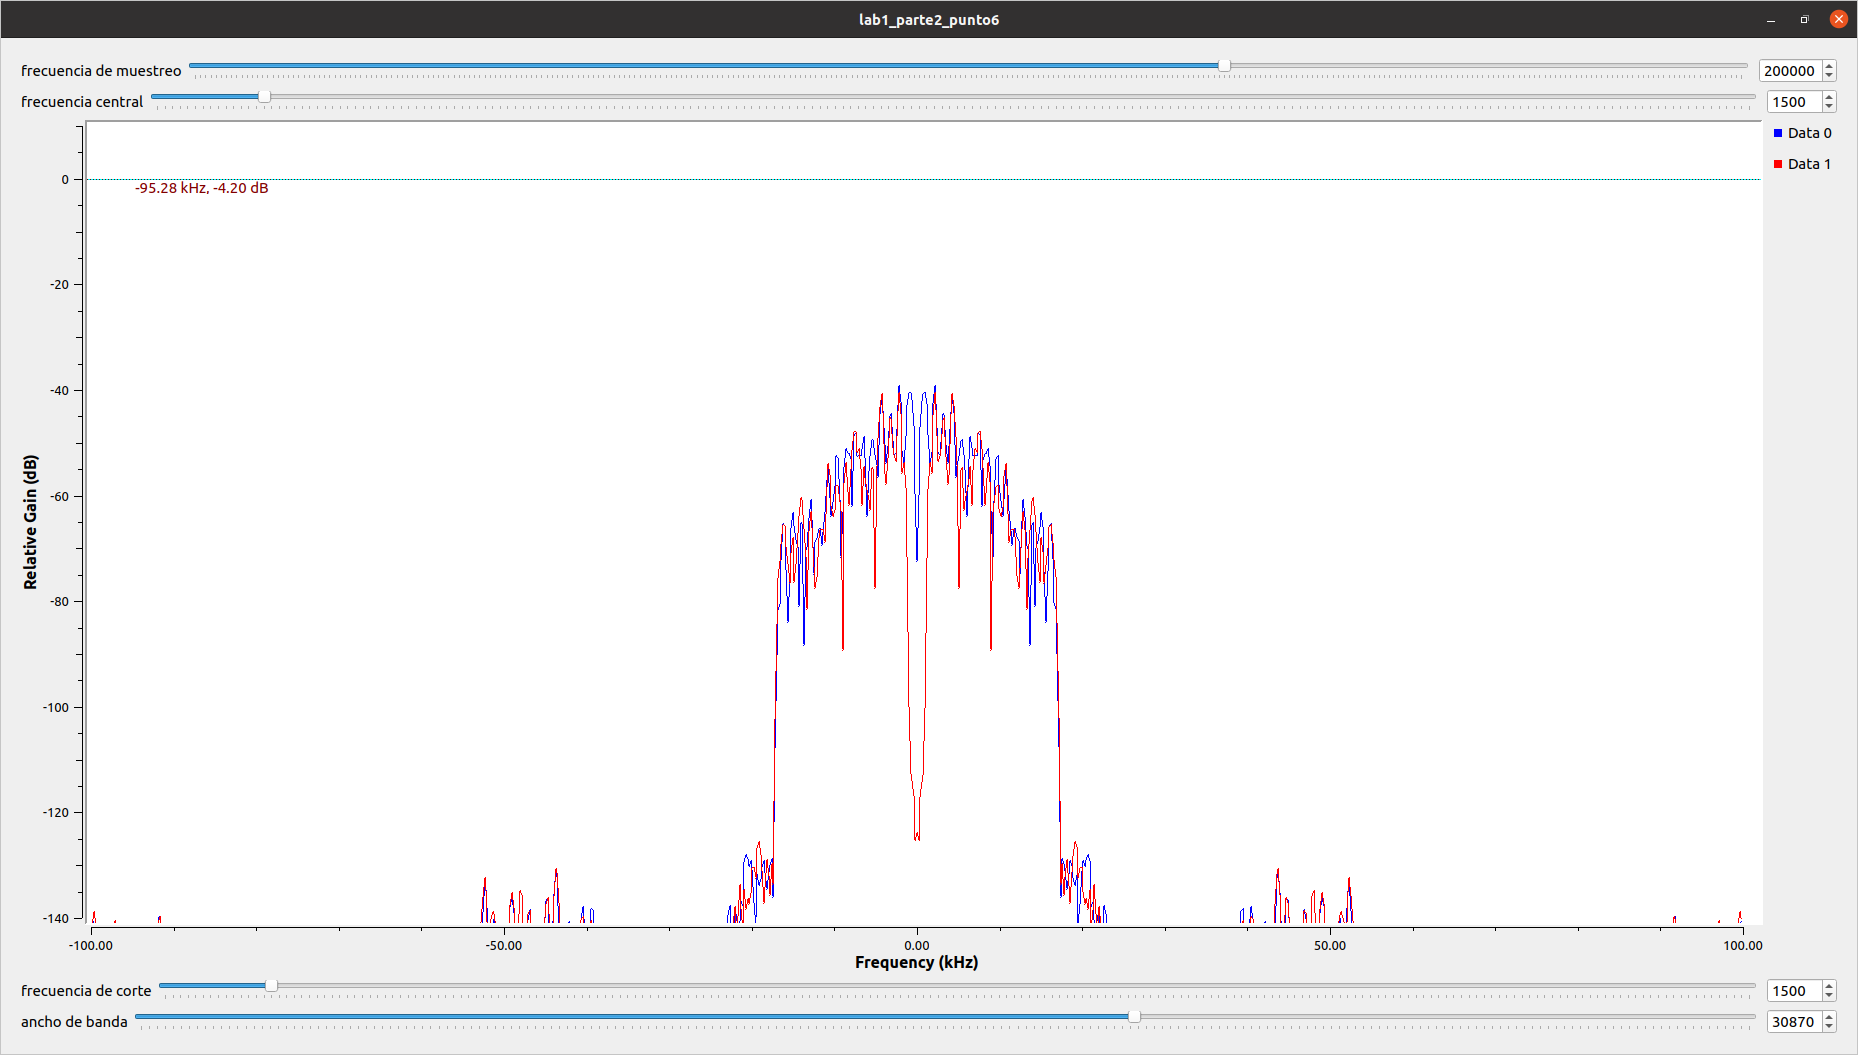 lab1_parte2_punto6
frecuencia de muestreo 200000
frecuencia central 1500
Data 0
Data 1
0
-95.28 kHz, -4.20 dB
-20
-40
-60
-80
-100
-120
-140
Relative Gain (dB)
-100.00 -50.00 0.00 50.00 100.00
Frequency (kHz)
frecuencia de corte 1500
ancho de banda 30870